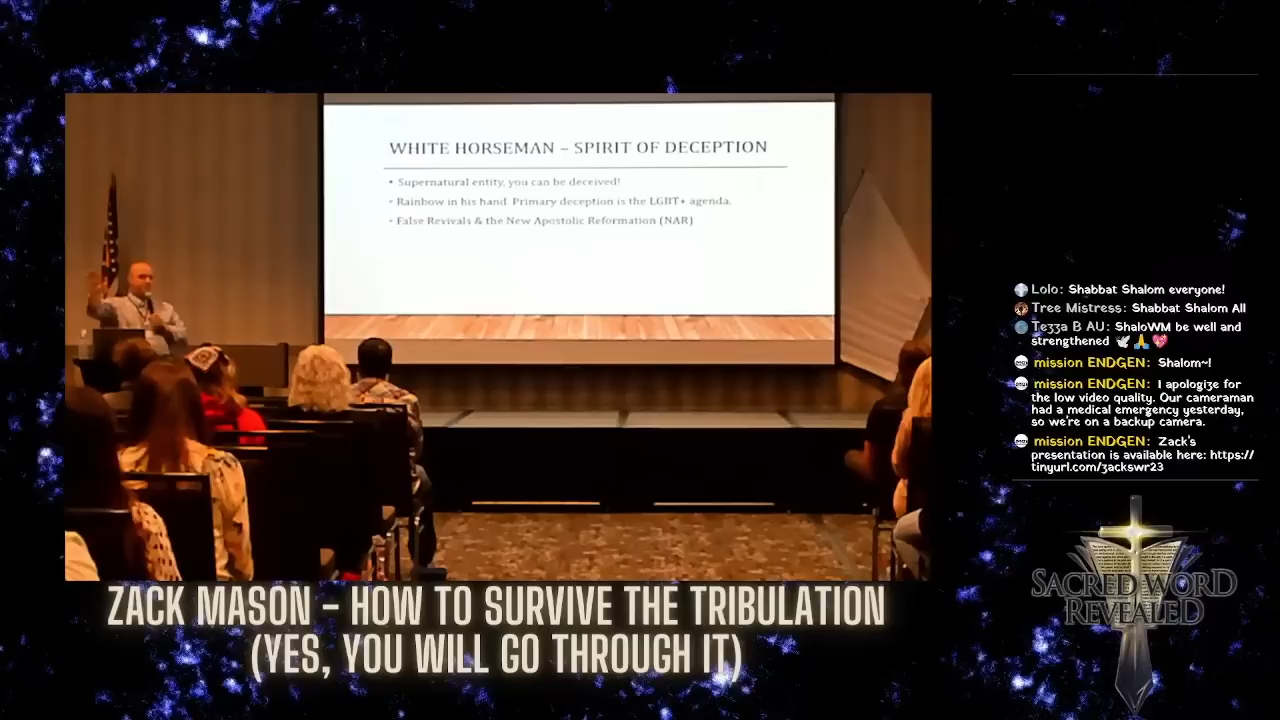 WHITE HORSEMAN – SPIRIT OF DECEPTION
• Supernatural entity, you can be deceived!
• Rainbow in his hand. Primary deception is the LGBT+ agenda.
• False Revivals & the New Apostolic Reformation (NAR)
Lolo: Shabbat Shalom everyone!
Tree Mistress: Shabbat Shalom All
Tezza B AU: ShaloWM be well and
strengthened 🕊️🙏💖
mission ENDGEN: Shalom~!
mission ENDGEN: I apologize for
the low video quality. Our cameraman
had a medical emergency yesterday,
so we're on a backup camera.
mission ENDGEN: Zack's
presentation is available here: https://
tinyurl.com/zackswr23
SACRED WORD
REVEALED
ZACK MASON - HOW TO SURVIVE THE TRIBULATION
(YES, YOU WILL GO THROUGH IT)